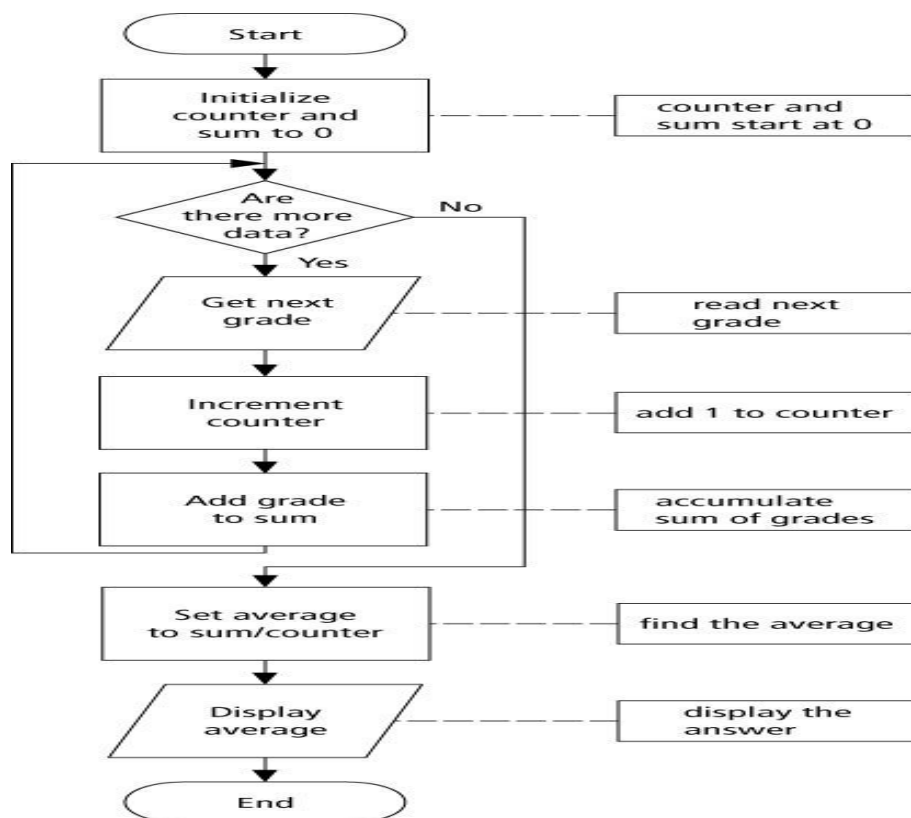 Start
Initialize
counter and
sum to 0
counter and
sum start at 0
Are
there more
data?
No
Yes
Get next
grade
read next
grade
Increment
counter
add 1 to counter
Add grade
to sum
accumulate
sum of grades
Set average
to sum/counter
find the average
Display
average
display the
answer
End